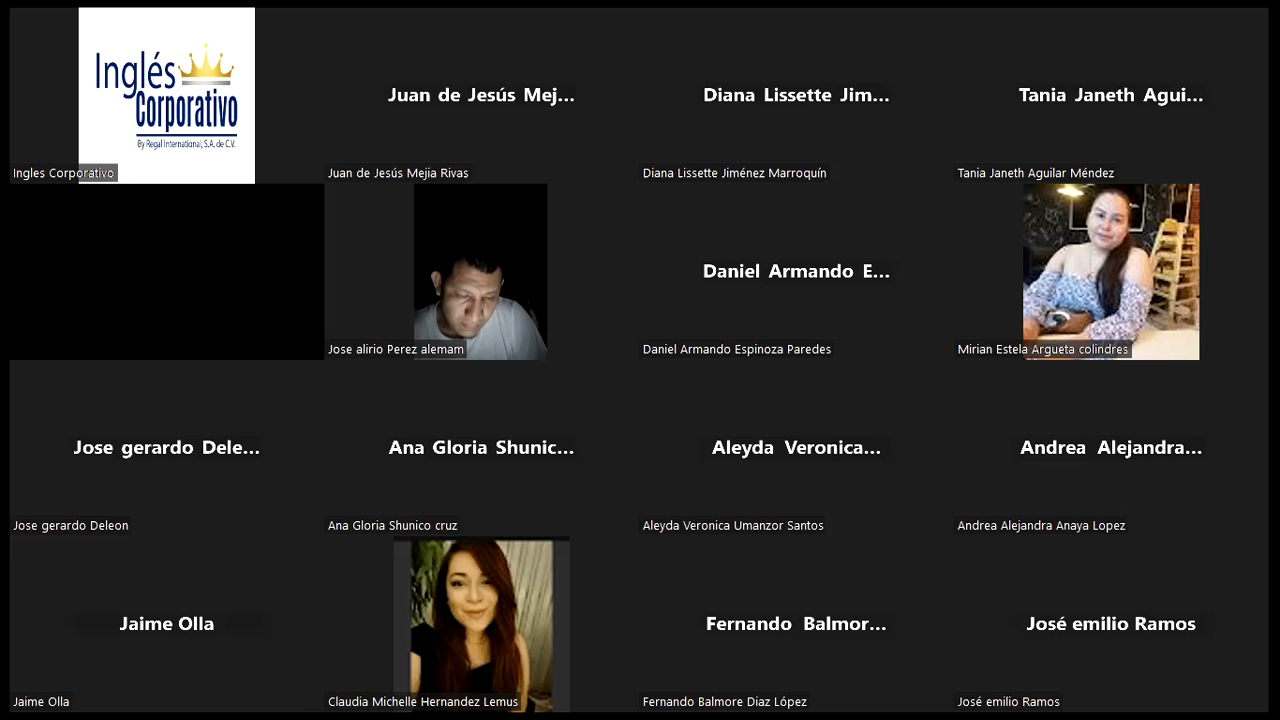 Inglés
Corporativo
By Regal International, S.A. de C.V.
Ingles Corporativo
Juan de Jesús Mej...
Juan de Jesús Mejia Rivas
Diana Lissette Jim...
Diana Lissette Jiménez Marroquín
Tania Janeth Agui...
Tania Janeth Aguilar Méndez
Jose alirio Perez alemam
Daniel Armando E...
Daniel Armando Espinoza Paredes
Mirian Estela Argueta colindres
Jose gerardo Dele...
Jose gerardo Deleon
Ana Gloria Shunic...
Ana Gloria Shunico cruz
Aleyda Veronica...
Aleyda Veronica Umanzor Santos
Andrea Alejandra...
Andrea Alejandra Anaya Lopez
Jaime Olla
Jaime Olla
Claudia Michelle Hernandez Lemus
Fernando Balmor...
Fernando Balmore Diaz López
José emilio Ramos
José emilio Ramos